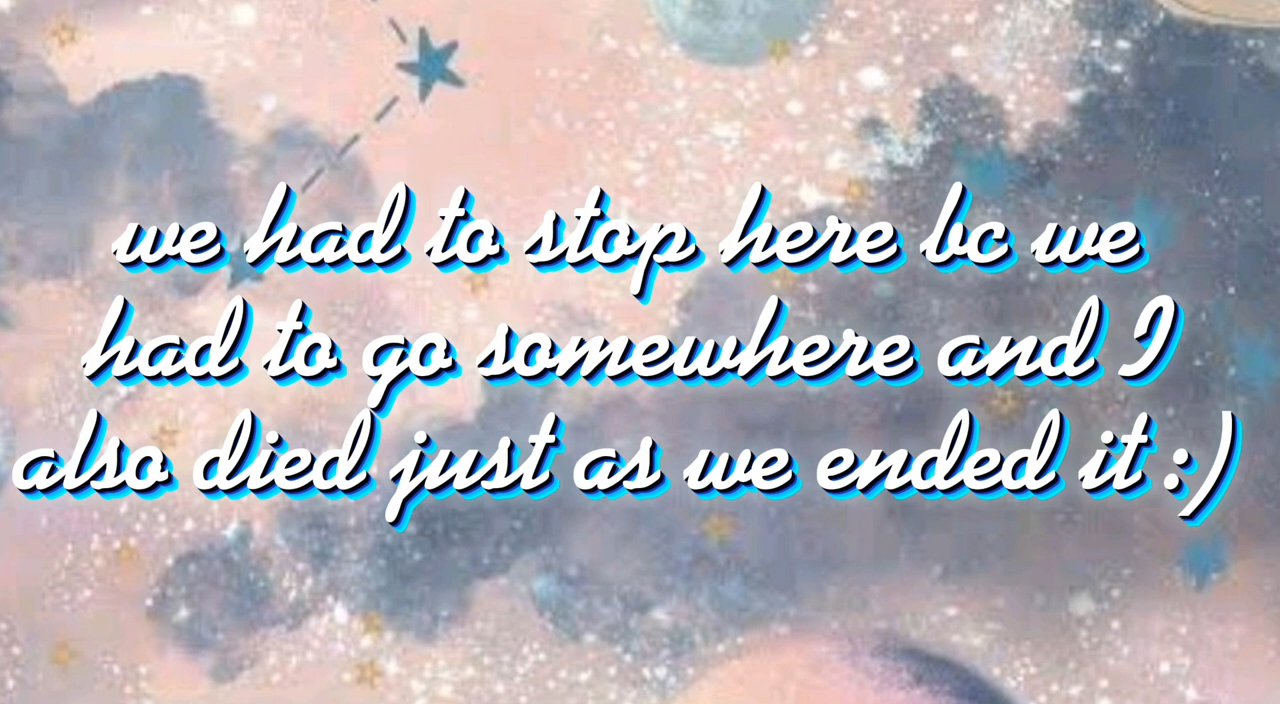 we had to stop here bc we
had to go somewhere and I
also died just as we ended it :)